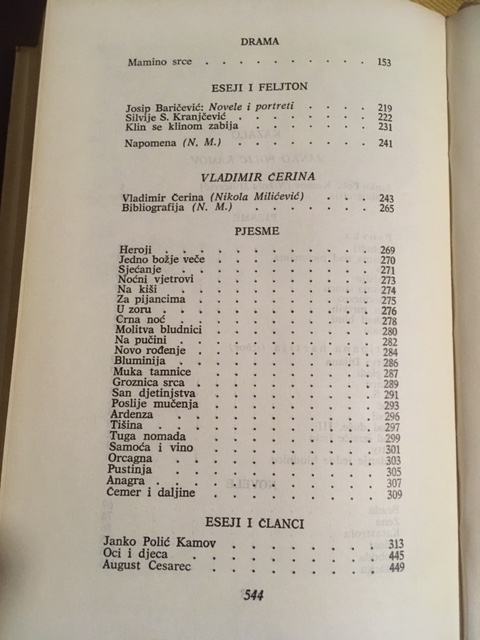 DRAMA
Mamino srce . . . . . . . . . . 153
ESEJI I FELJTON
Josip Baričević: Novele i portreti . . . . 219
Silvije S. Kranjčević . . . . . . . . 222
Klin se klinom zabija . . . . . . . 231
Napomena (N. M.) . . . . . . . . 241
VLADIMIR ČERINA
Vladimir Čerina (Nikola Milićević) . . . . 243
Bibliografija (N. M.) . . . . . . . 265
PJESME
Heroji . . . . . . . . . . . 269
Jedno božje veče . . . . . . . . 270
Sjećanje . . . . . . . . . . 271
Noćni vjetrovi . . . . . . . . . 273
Na kiši . . . . . . . . . . 274
Za pijancima . . . . . . . . . 275
U zoru . . . . . . . . . . . 276
Crna noć . . . . . . . . . . 278
Molitva bludnici . . . . . . . . 280
Na pučini . . . . . . . . . . 282
Novo rođenje . . . . . . . . . 284
Bluminija . . . . . . . . . . 286
Muka tamnice . . . . . . . . . 287
Groznica srca . . . . . . . . . 289
San djetinjstva . . . . . . . . 291
Poslije mučenja . . . . . . . . 293
Ardenza . . . . . . . . . . 296
Tišina . . . . . . . . . . . 297
Tuga nomada . . . . . . . . . 299
Samoća i vino . . . . . . . . . 301
Orcagna . . . . . . . . . . 303
Pustinja . . . . . . . . . . 305
Anagra . . . . . . . . . . . 307
Čemer i daljine . . . . . . . . 309
ESEJI I ČLANCI
Janko Polić Kamov . . . . . . . 313
Oci i djeca . . . . . . . . . 445
August Cesarec . . . . . . . . 449
544